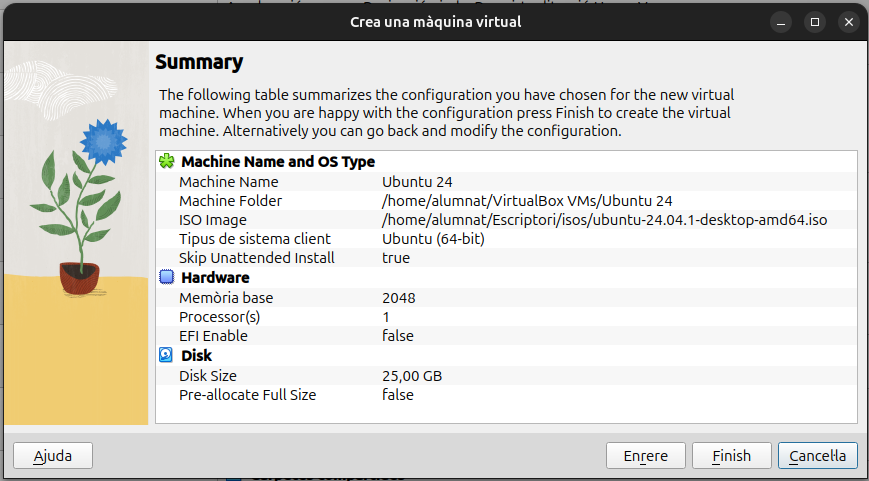 Crea una màquina virtual
Summary
The following table summarizes the configuration you have chosen for the new virtual
machine. When you are happy with the configuration press Finish to create the virtual
machine. Alternatively you can go back and modify the configuration.
Machine Name and OS Type
Machine Name Ubuntu 24
Machine Folder /home/alumnat/VirtualBox VMs/Ubuntu 24
ISO Image /home/alumnat/Escriptori/isos/ubuntu-24.04.1-desktop-amd64.iso
Tipus de sistema client Ubuntu (64-bit)
Skip Unattended Install true
Hardware
Memòria base 2048
Processor(s) 1
EFI Enable false
Disk
Disk Size 25,00 GB
Pre-allocate Full Size false
Ajuda Enrere Finish Cancel·la